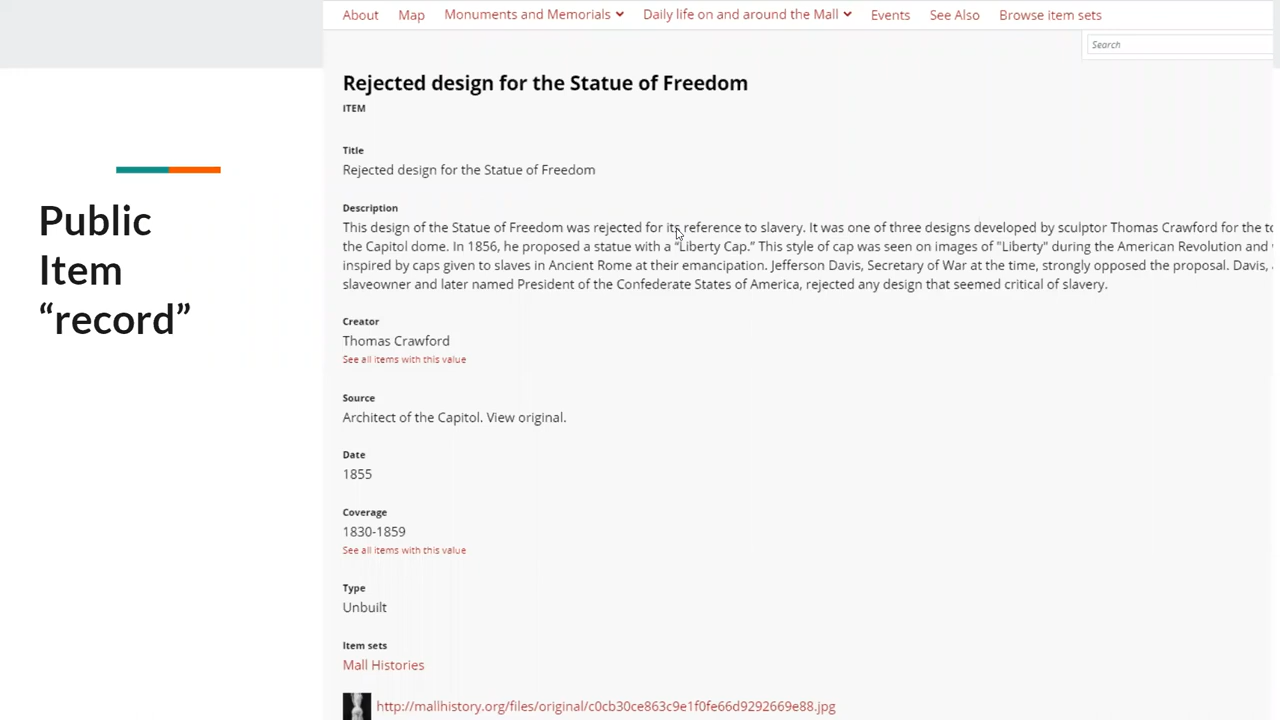 About Map Monuments and Memorials Daily life on and around the Mall Events See Also Browse item sets
Search
Rejected design for the Statue of Freedom
ITEM
Title
Rejected design for the Statue of Freedom
Description
This design of the Statue of Freedom was rejected for its reference to slavery. It was one of three designs developed by sculptor Thomas Crawford for the
the Capitol dome. In 1856, he proposed a statue with a “Liberty Cap.” This style of cap was seen on images of "Liberty" during the American Revolution and
inspired by caps given to slaves in Ancient Rome at their emancipation. Jefferson Davis, Secretary of War at the time, strongly opposed the proposal. Davis,
slaveowner and later named President of the Confederate States of America, rejected any design that seemed critical of slavery.
Creator
Thomas Crawford
See all items with this value
Source
Architect of the Capitol. View original.
Date
1855
Coverage
1830-1859
See all items with this value
Type
Unbuilt
Item sets
Mall Histories
http://mallhistory.org/files/original/c0cb30ce863c9e1f0fe66d9292669e88.jpg
Public
Item
“record”